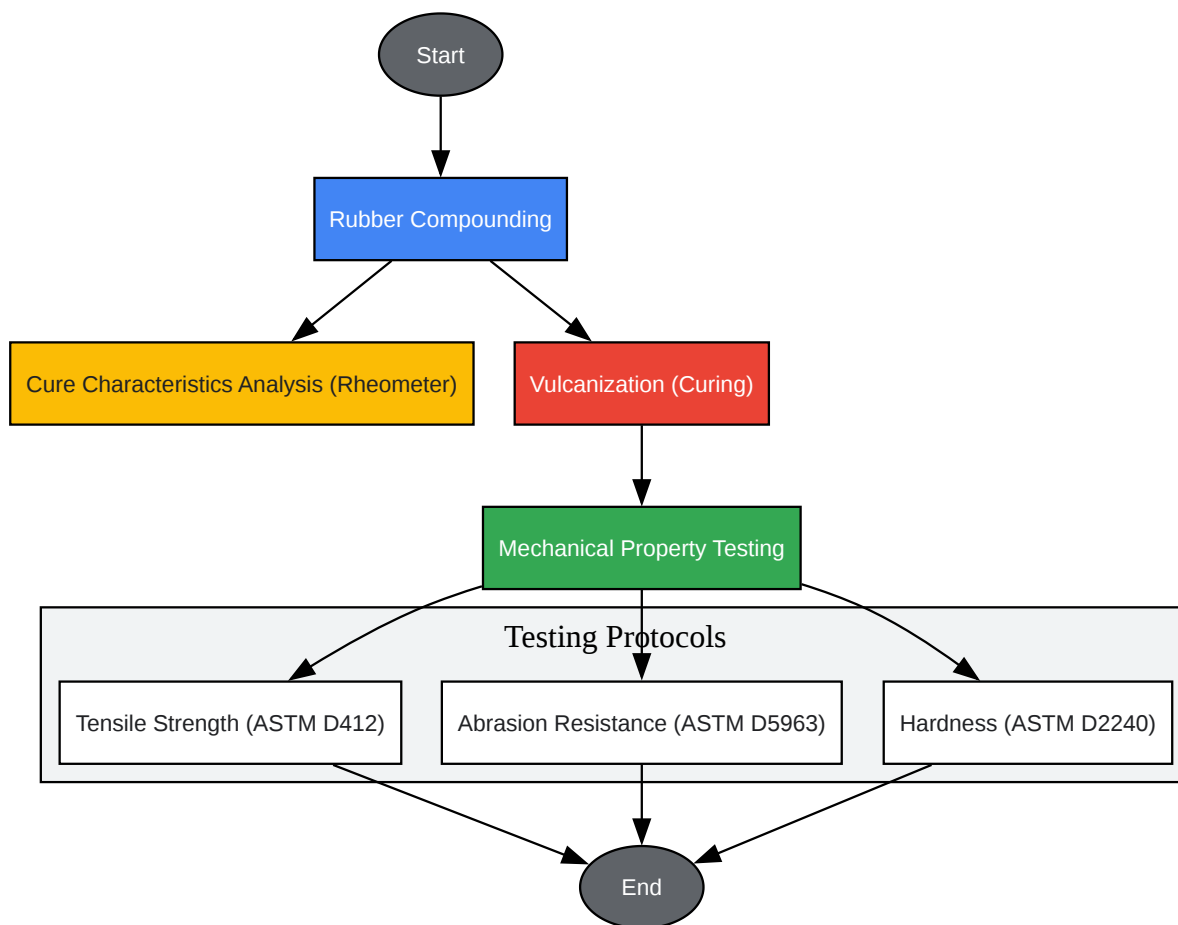 Start
Rubber Compounding
Cure Characteristics Analysis (Rheometer)
Vulcanization (Curing)
Mechanical Property Testing
Testing Protocols
Tensile Strength (ASTM D412)
Abrasion Resistance (ASTM D5963)
Hardness (ASTM D2240)
End